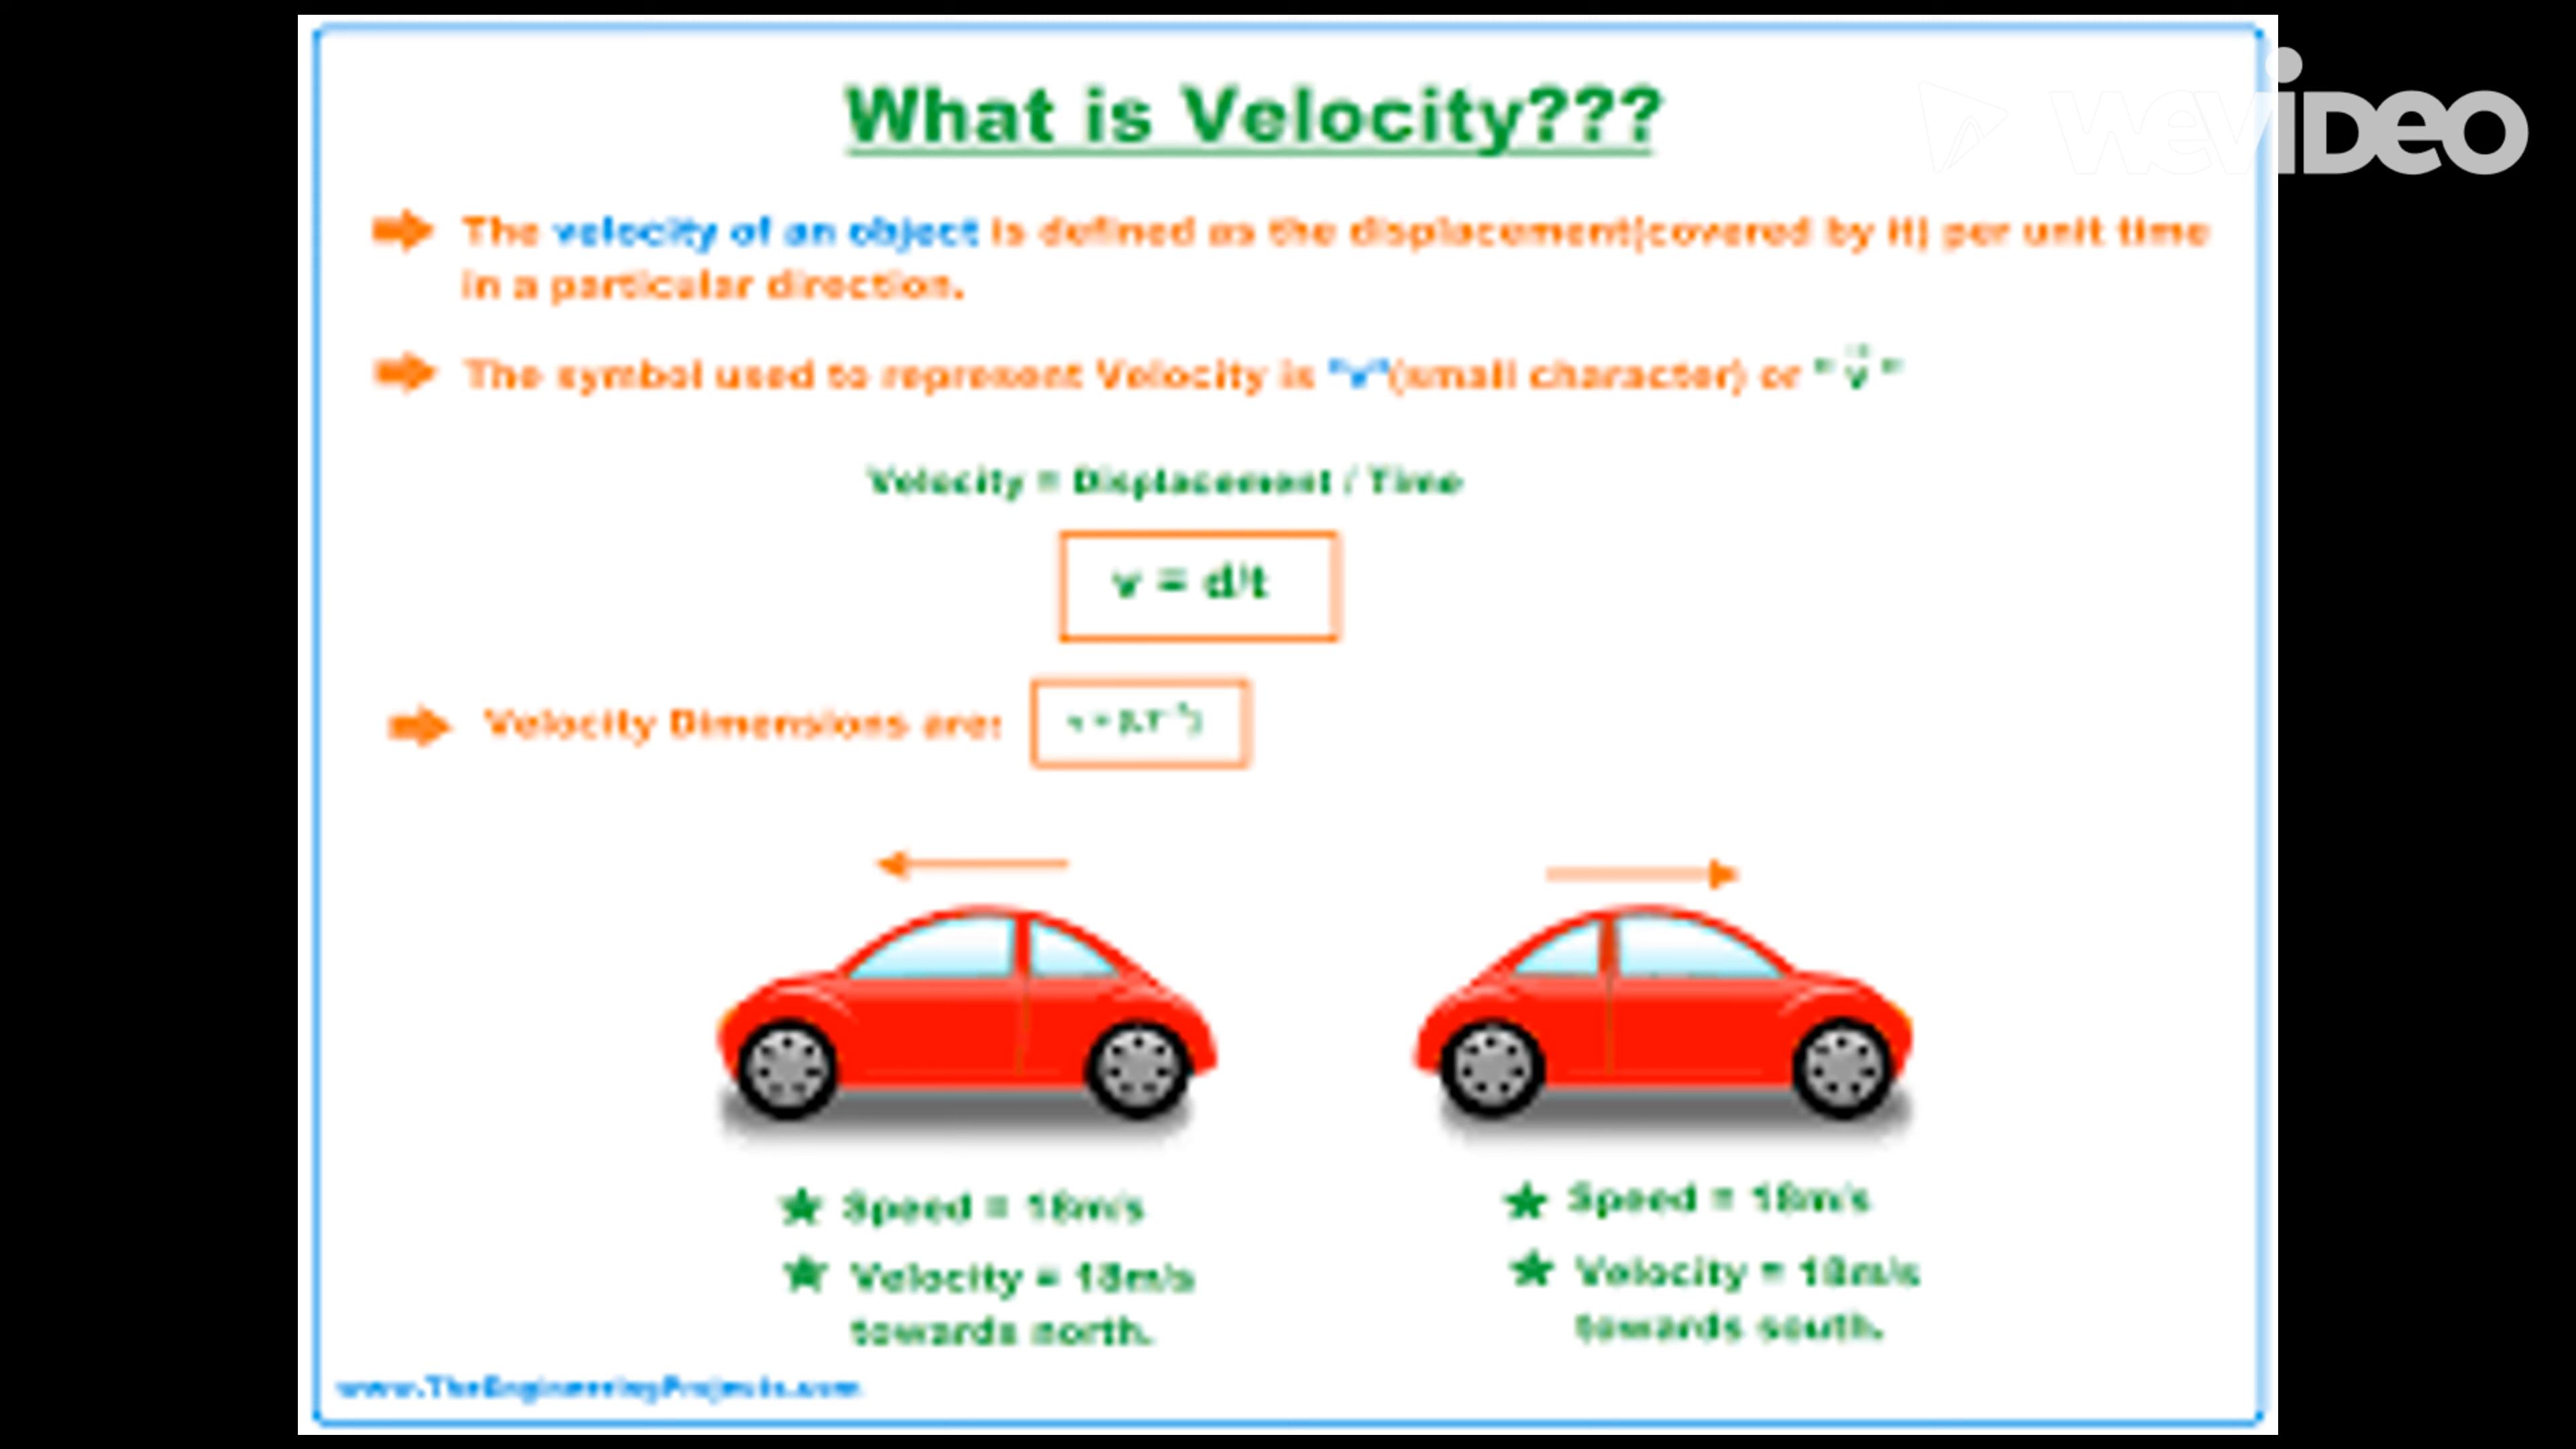 What is Velocity???
wevideo
The velocity of an object is defined as the displacement(covered by it) per unit time
in a particular direction.
The symbol used to represent Velocity is "v"(small character) or " v⃗ "
Velocity = Displacement / Time
v = d/t
Velocity Dimensions are: v = [LT⁻¹]
Speed = 18m/s
Velocity = 18m/s
towards north.
Speed = 18m/s
Velocity = 18m/s
towards south.
www.TheEngineeringProjects.com